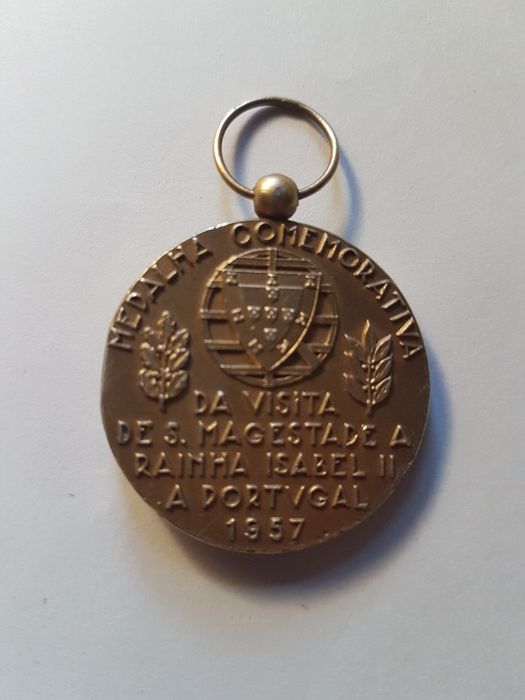 MEDALHA COMEMORATIVA
DA VISITA
DE S. MAGESTADE A
RAINHA ISABEL II
A PORTVGAL
1957